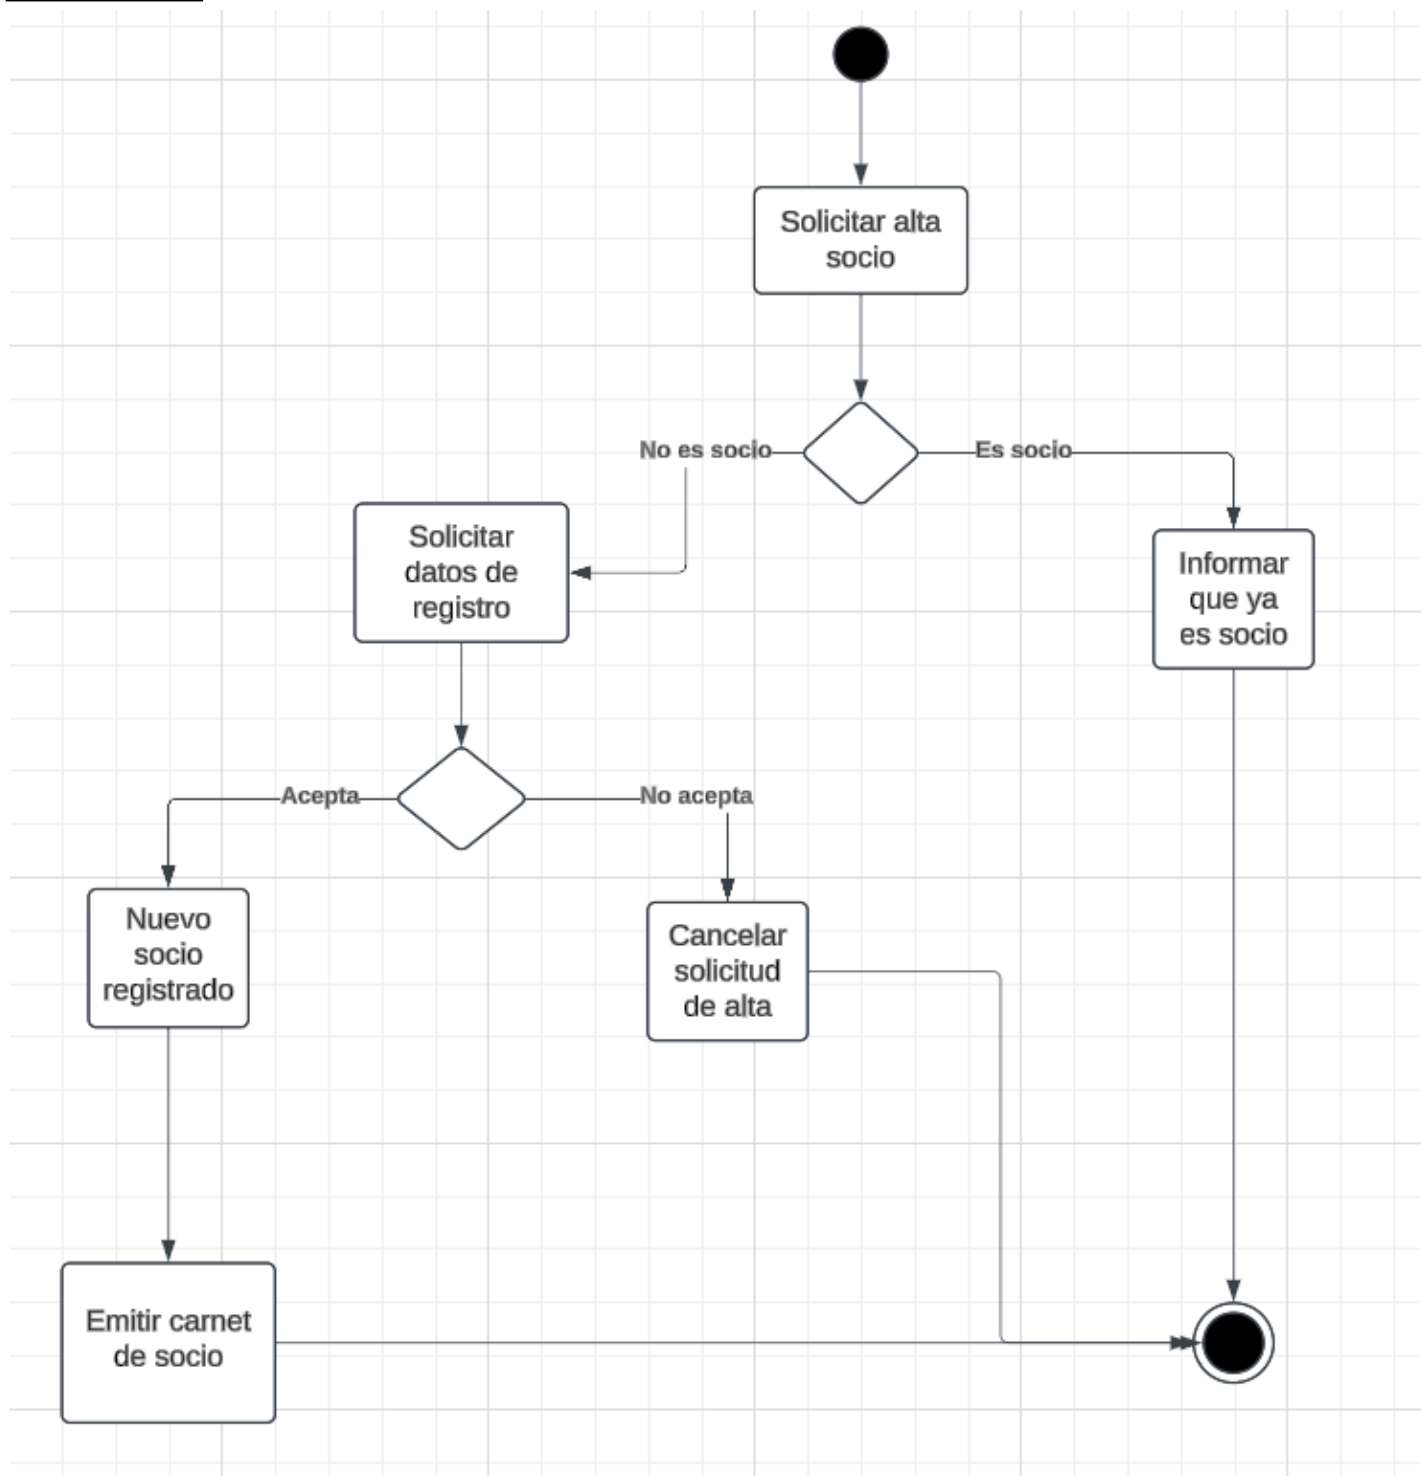 Solicitar alta
socio
No es socio
Es socio
Solicitar
datos de
registro
Informar
que ya
es socio
Acepta
No acepta
Nuevo
socio
registrado
Cancelar
solicitud
de alta
Emitir carnet
de socio